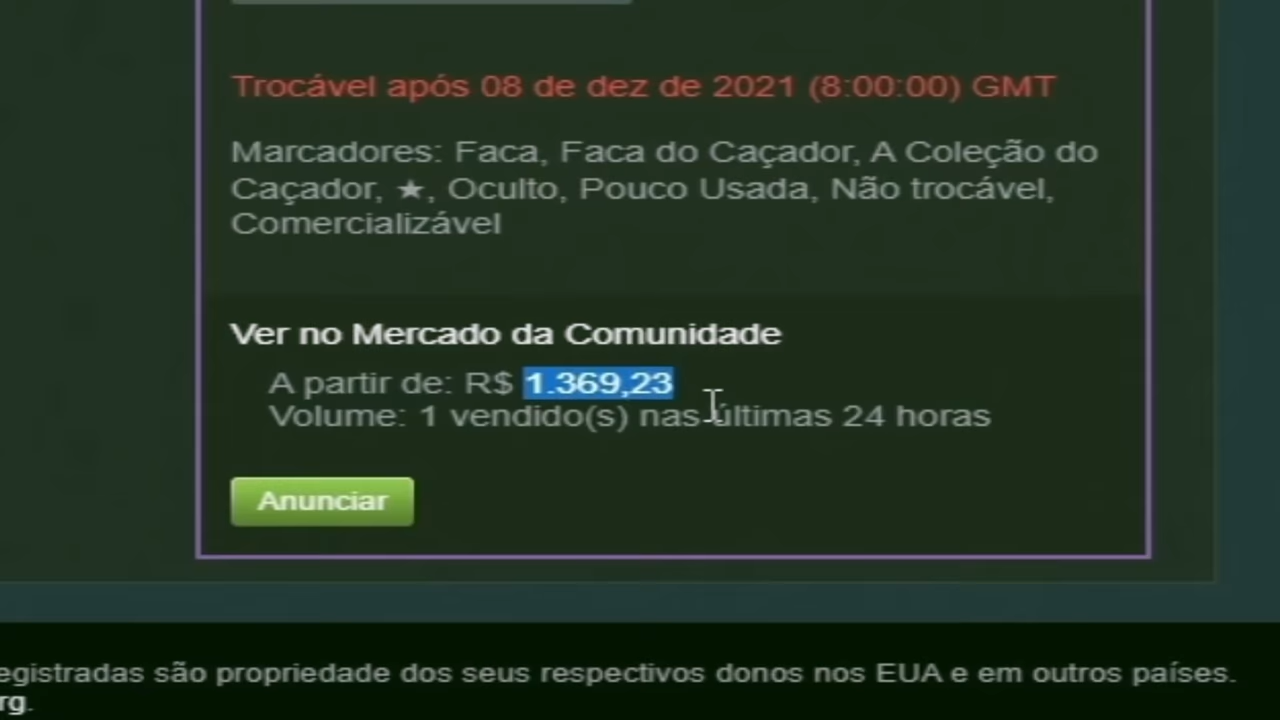 Trocável após 08 de dez de 2021 (8:00:00) GMT
Marcadores: Faca, Faca do Caçador, A Coleção do
Caçador, ★, Oculto, Pouco Usada, Não trocável,
Comercializável
Ver no Mercado da Comunidade
A partir de: R$ 1.369,23
Volume: 1 vendido(s) nas últimas 24 horas
Anunciar
egistradas são propriedade dos seus respectivos donos nos EUA e em outros países.
rg.